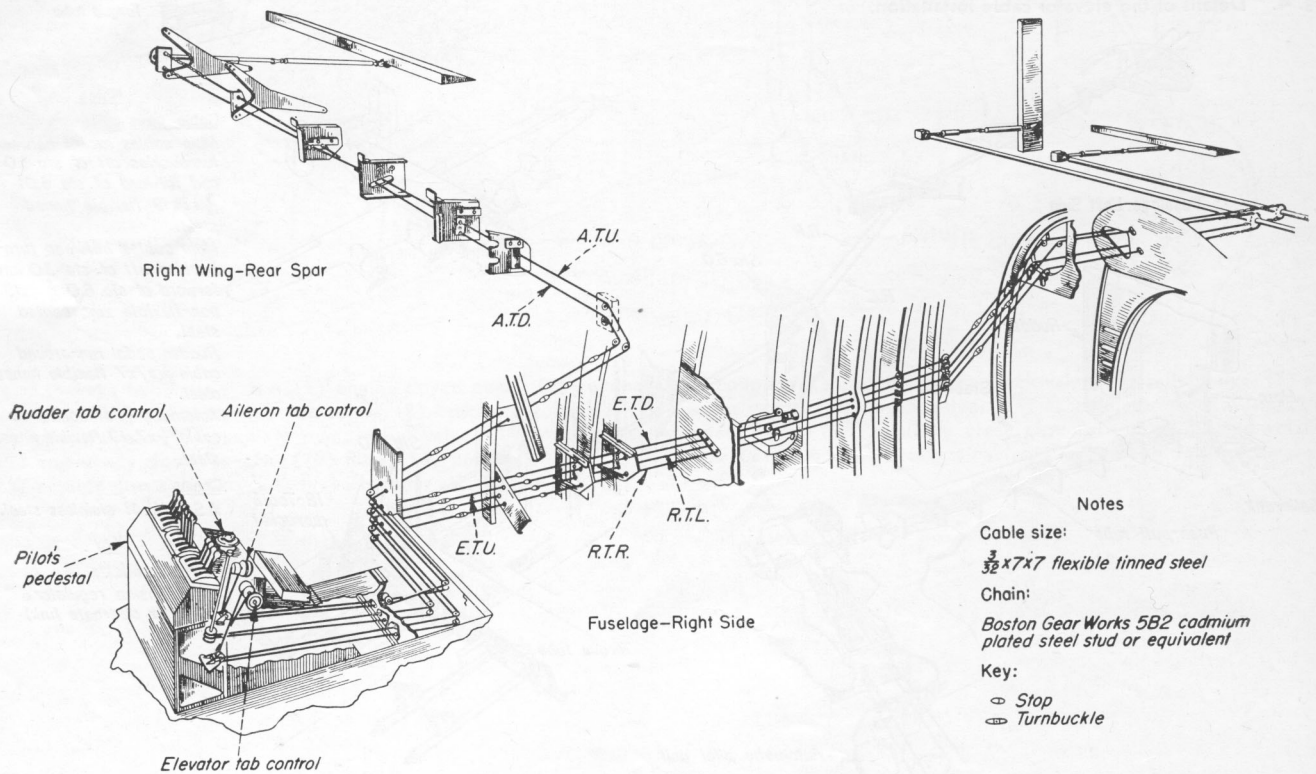 Right Wing-Rear Spar
A.T.U.
A.T.D.
Rudder tab control
Aileron tab control
E.T.D.
R.T.L.
E.T.U.
R.T.R.
Pilot's
pedestal
Fuselage-Right Side
Elevator tab control
Notes
Cable size:
3/32 x7x7 flexible tinned steel
Chain:
Boston Gear Works 5B2 cadmium
plated steel stud or equivalent
Key:
Stop
Turnbuckle